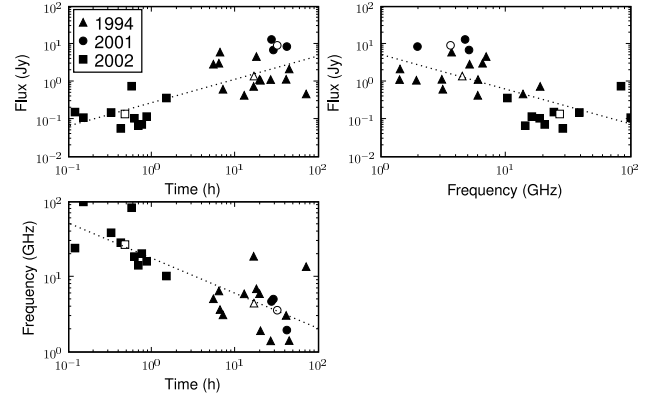 10² 10¹ 10⁰ 10⁻¹ 10⁻²
Flux (Jy)
1994
2001
2002
10⁻¹ 10⁰ 10¹ 10²
Time (h)
10² 10¹ 10⁰ 10⁻¹ 10⁻²
Flux (Jy)
10⁰ 10¹ 10²
Frequency (GHz)
10² 10¹ 10⁰
Frequency (GHz)
10⁻¹ 10⁰ 10¹ 10²
Time (h)